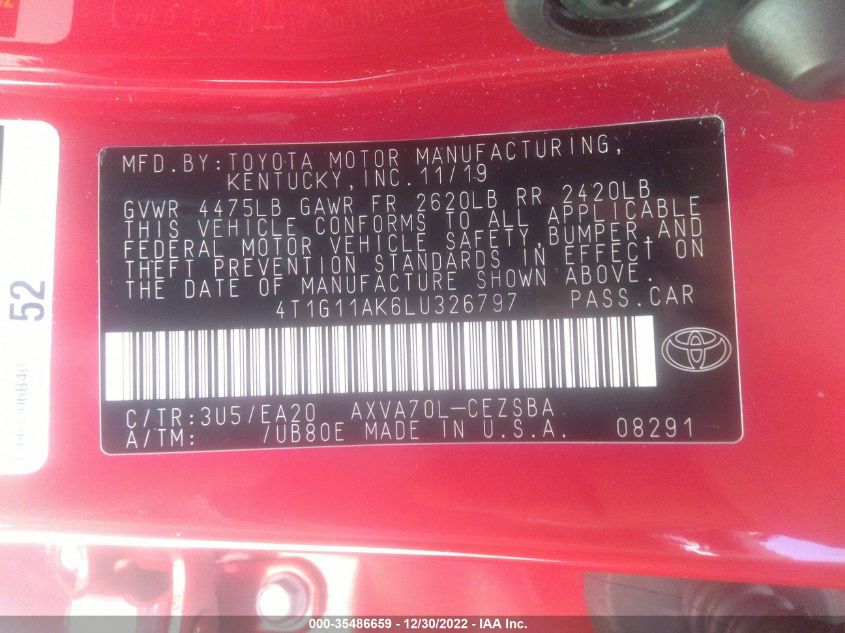 MFD.BY:TOYOTA MOTOR MANUFACTURING,
KENTUCKY,INC.11/19
GVWR 4475LB GAWR FR 2620LB RR 2420LB
THIS VEHICLE CONFORMS TO ALL APPLICABLE
FEDERAL MOTOR VEHICLE SAFETY,BUMPER,AND
THEFT PREVENTION STANDARDS IN EFFECT ON
THE DATE OF MANUFACTURE SHOWN ABOVE.
4T1G11AK6LU326797 PASS.CAR
C/TR:3U5/EA20 AXVA70L-CEZSBA
A/TM: /UB80E MADE IN U.S.A. 08291
52
000-35486659 - 12/30/2022 - IAA Inc.